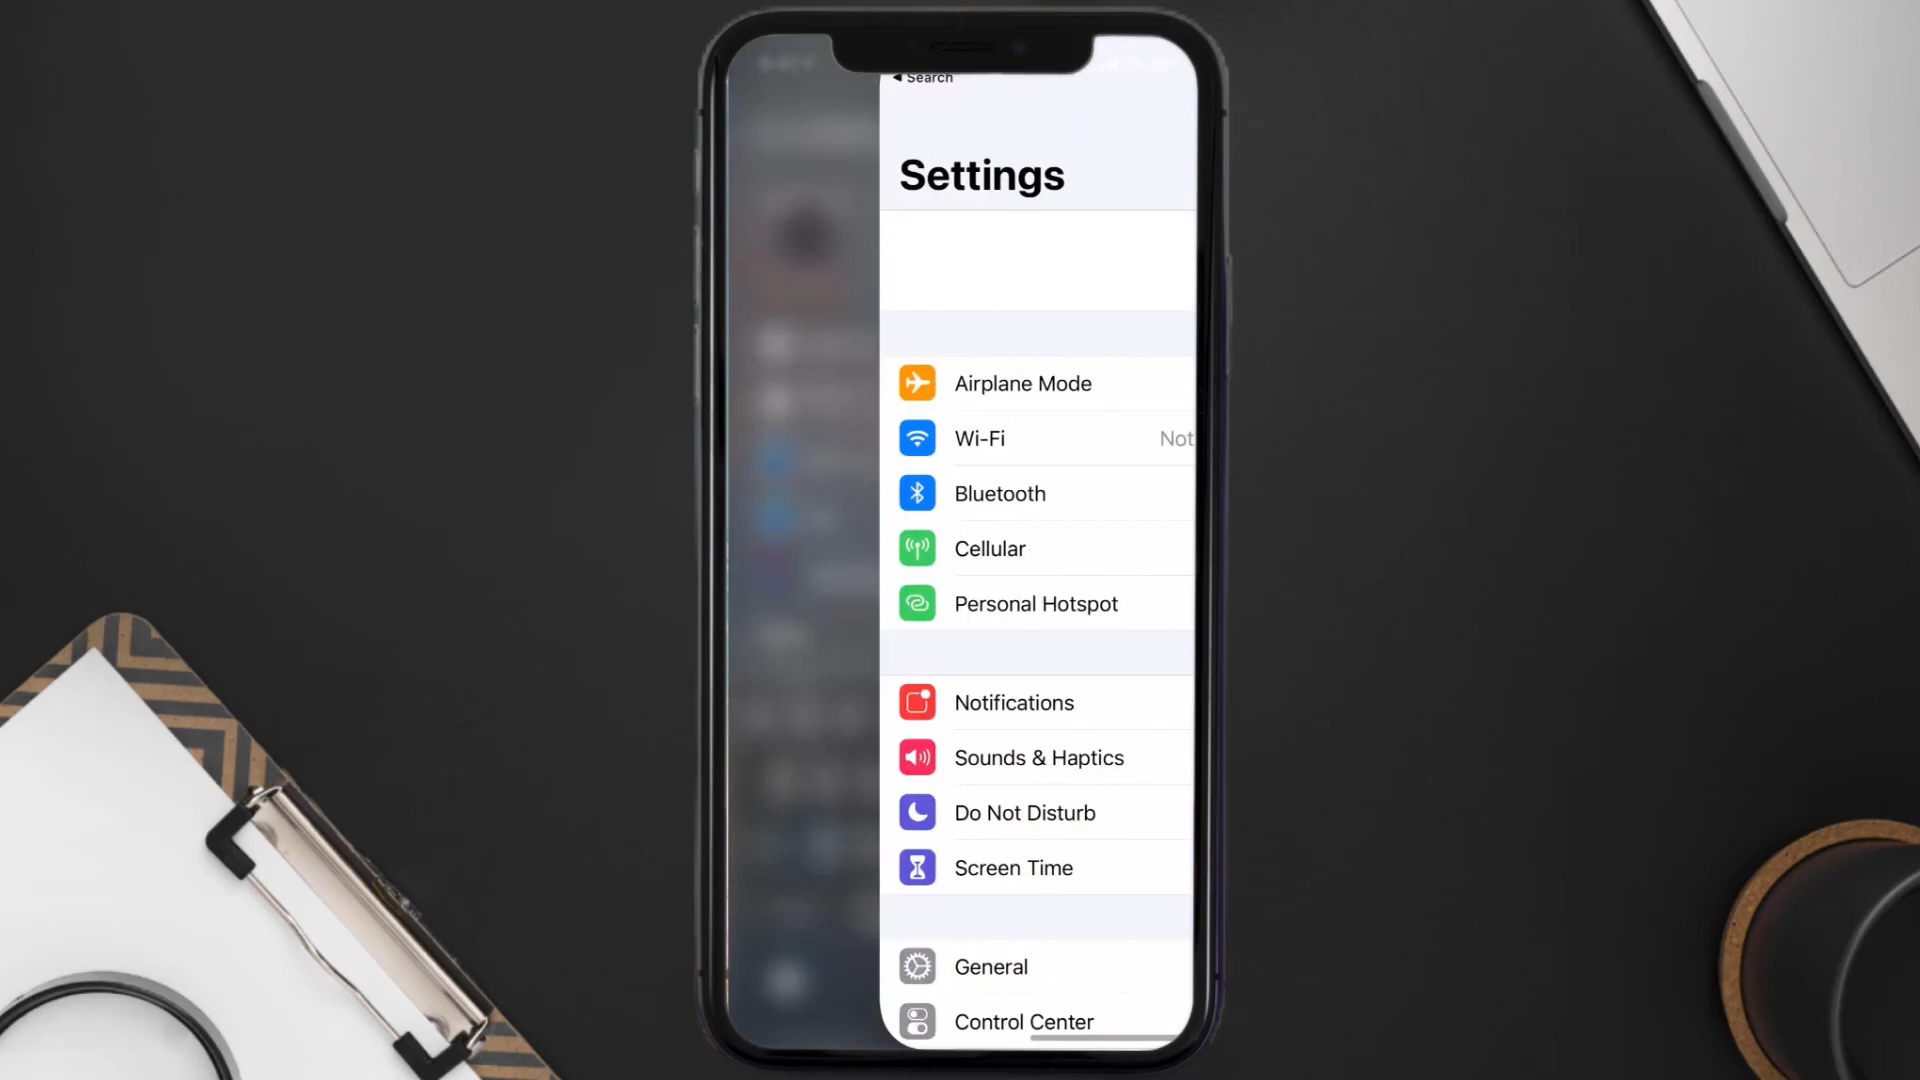 ◂ Search
Settings
Airplane Mode
Wi-Fi Not
Bluetooth
Cellular
Personal Hotspot
Notifications
Sounds & Haptics
Do Not Disturb
Screen Time
General
Control Center